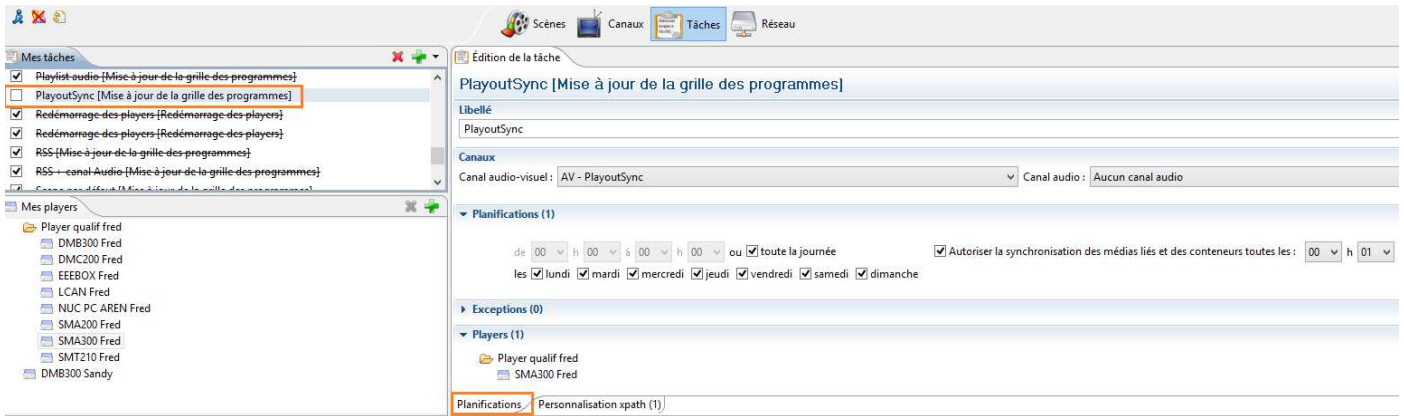 Scènes Canaux Tâches Réseau
Mes tâches
Playlist audio [Mise à jour de la grille des programmes]
PlayoutSync [Mise à jour de la grille des programmes]
Redémarrage des players [Redémarrage des players]
Redémarrage des players [Redémarrage des players]
RSS [Mise à jour de la grille des programmes]
RSS + canal Audio [Mise à jour de la grille des programmes]
Mes players
Player qualif fred
DMB300 Fred
DMC200 Fred
EEEBOX Fred
LCAN Fred
NUC PC AREN Fred
SMA200 Fred
SMA300 Fred
SMT210 Fred
DMB300 Sandy
Édition de la tâche
PlayoutSync [Mise à jour de la grille des programmes]
Libellé
PlayoutSync
Canaux
Canal audio-visuel : AV - PlayoutSync Canal audio : Aucun canal audio
Planifications (1)
de 00 h 00 à 00 h 00 ou toute la journée Autoriser la synchronisation des médias liés et des conteneurs toutes les : 00 h 01
les lundi mardi mercredi jeudi vendredi samedi dimanche
Exceptions (0)
Players (1)
Player qualif fred
SMA300 Fred
Planifications Personnalisation xpath (1)